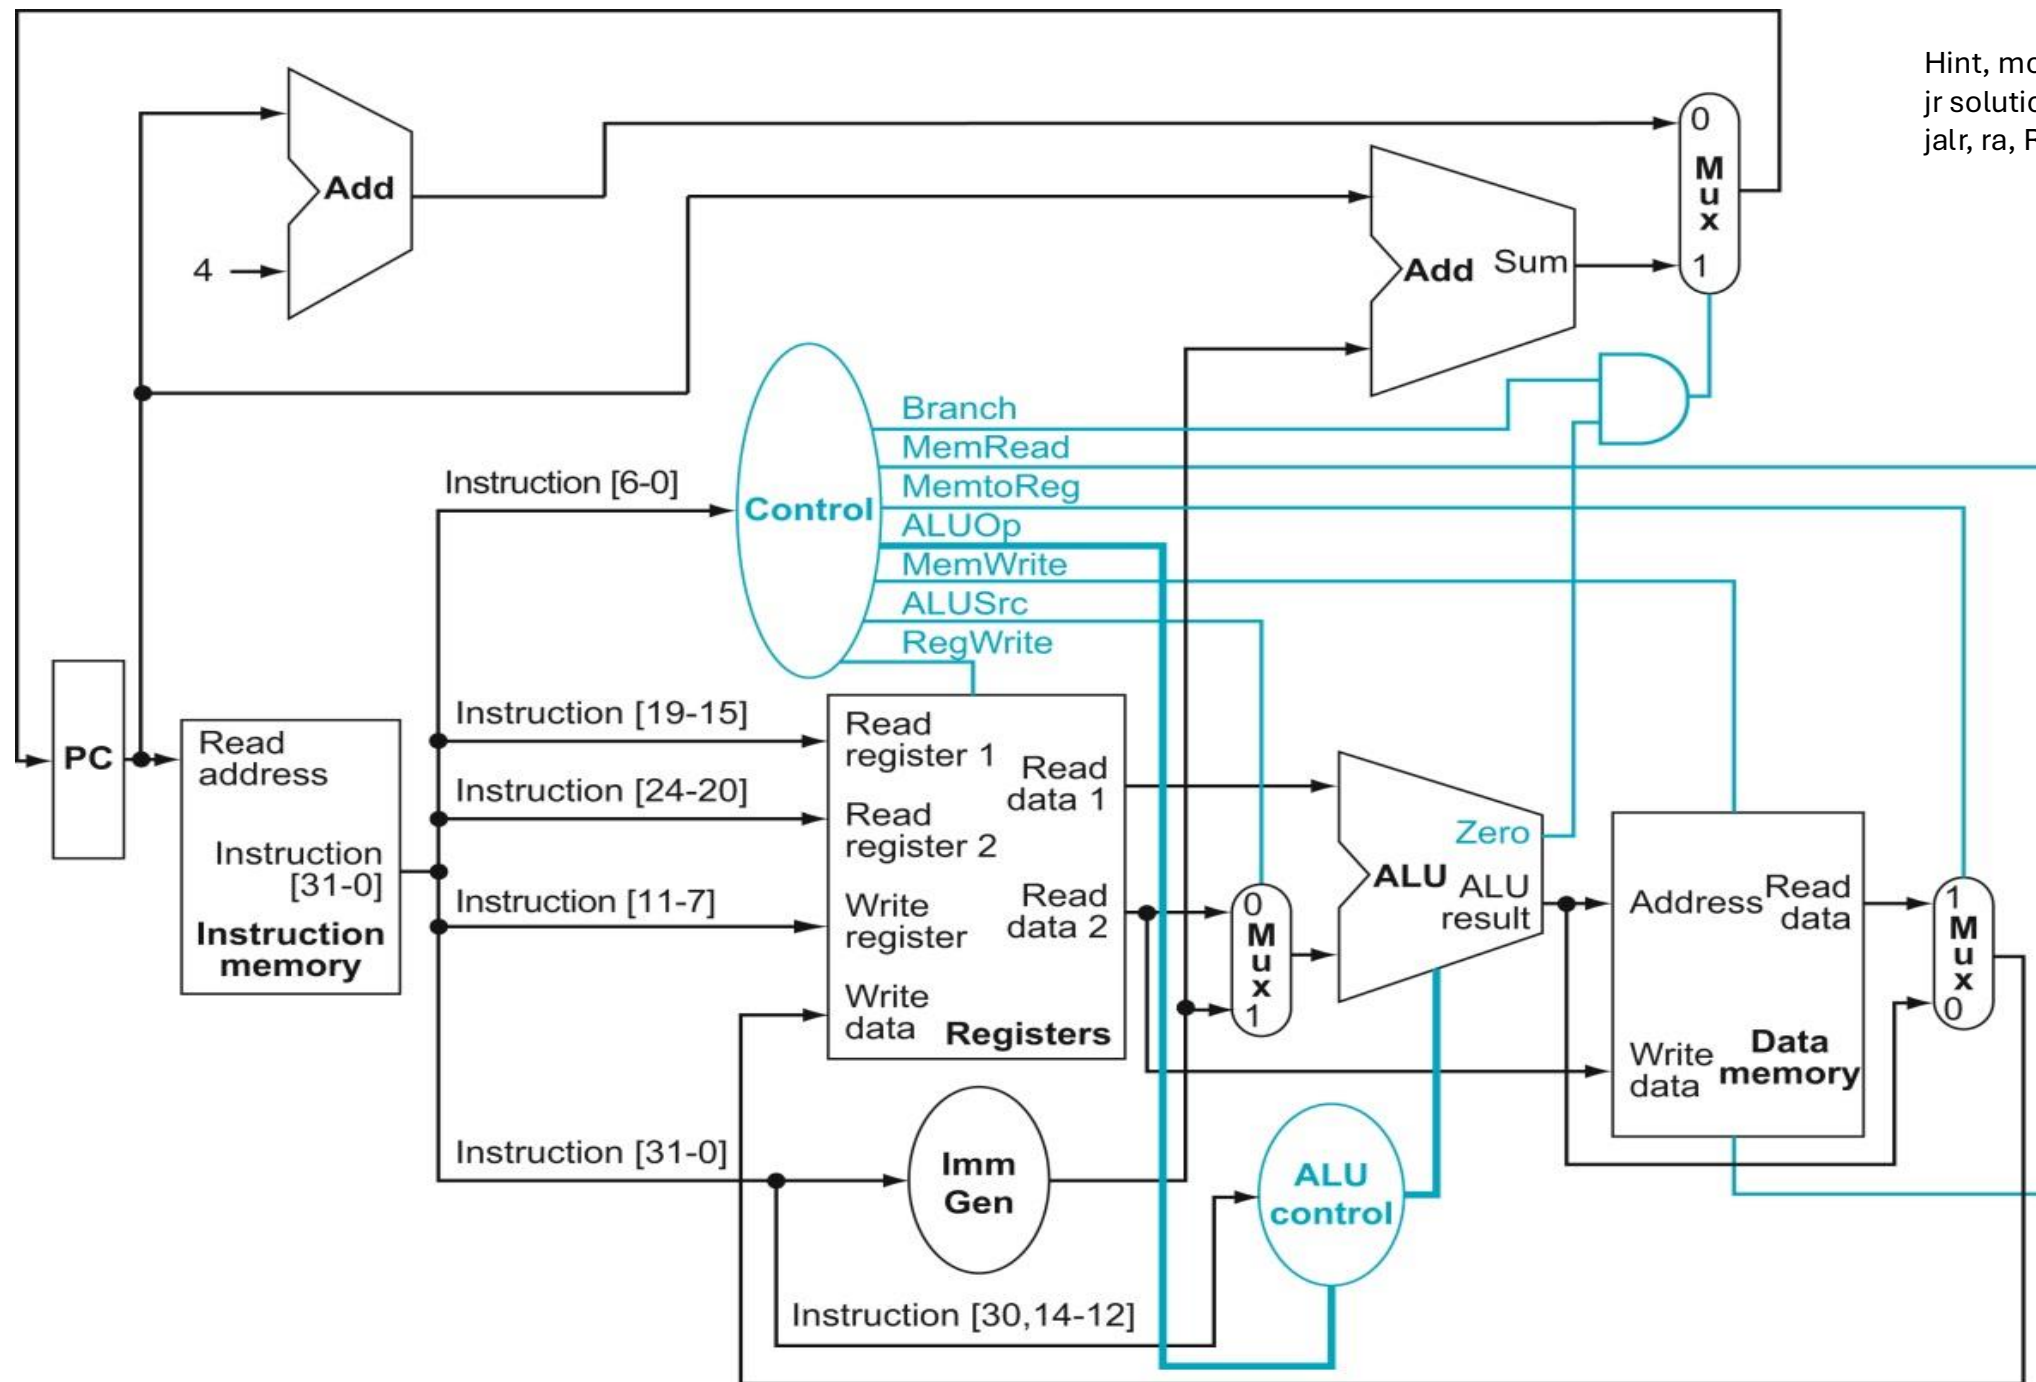 Hint, mo
jr solutio
jalr, ra, R
0
M
u
x
1
Add
4
Add Sum
Branch
MemRead
MemtoReg
ALUOp
MemWrite
ALUSrc
RegWrite
Control
Instruction [6-0]
PC
Read
address
Instruction
[31-0]
Instruction
memory
Instruction [19-15]
Instruction [24-20]
Instruction [11-7]
Instruction [31-0]
Read
register 1
Read
data 1
Read
register 2
Write
register
Read
data 2
Write
data
Registers
0
M
u
x
1
Zero
ALU
ALU
result
Address
Read
data
Write
data
Data
memory
1
M
u
x
0
Imm
Gen
ALU
control
Instruction [30,14-12]